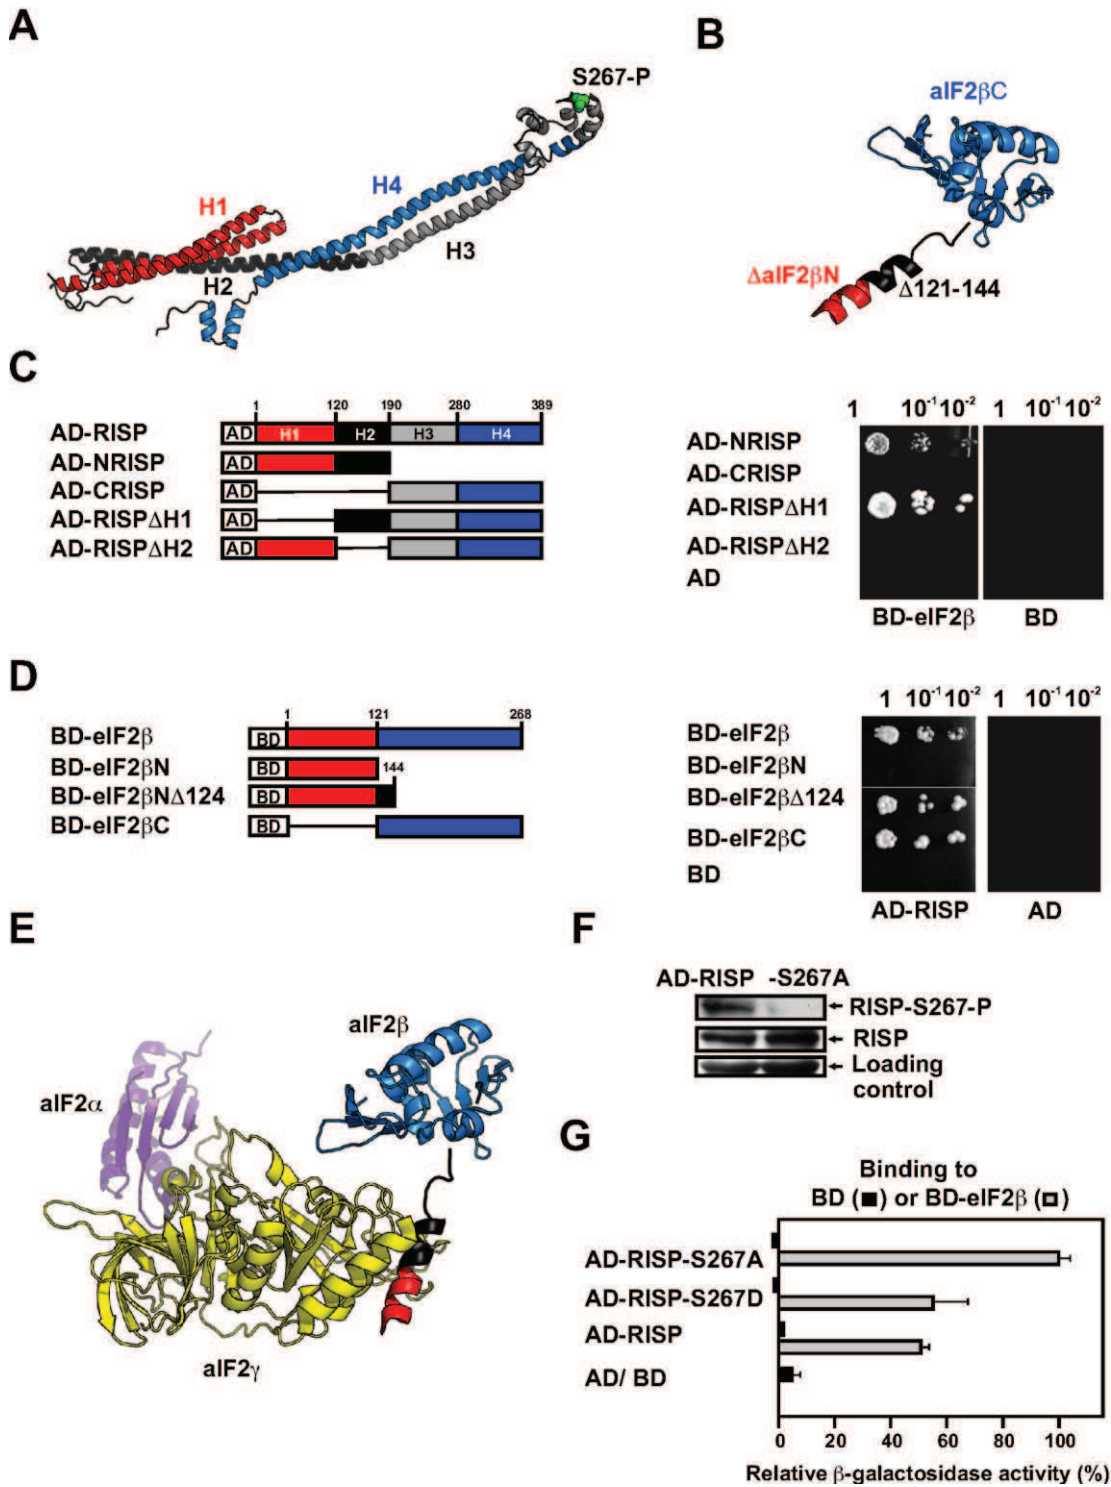 A
B
S267-P
H1
H4
H3
H2
aIF2βC
ΔaIF2βN
Δ121-144
C
1 120 190 280 389
AD-RISP AD H1 H2 H3 H4
AD-NRISP AD
AD-CRISP AD
AD-RISPΔH1 AD
AD-RISPΔH2 AD
1 10⁻¹ 10⁻² 1 10⁻¹ 10⁻²
AD-NRISP
AD-CRISP
AD-RISPΔH1
AD-RISPΔH2
AD
BD-eIF2β BD
D
1 121 268
BD-eIF2β BD
BD-eIF2βN BD 144
BD-eIF2βNΔ124 BD
BD-eIF2βC BD
1 10⁻¹ 10⁻² 1 10⁻¹ 10⁻²
BD-eIF2β
BD-eIF2βN
BD-eIF2βΔ124
BD-eIF2βC
BD
AD-RISP AD
E
aIF2β
aIF2α
aIF2γ
F
AD-RISP -S267A
RISP-S267-P
RISP
Loading
control
G
Binding to
BD (■) or BD-eIF2β (□)
AD-RISP-S267A
AD-RISP-S267D
AD-RISP
AD/ BD
0 20 40 60 80 100
Relative β-galactosidase activity (%)